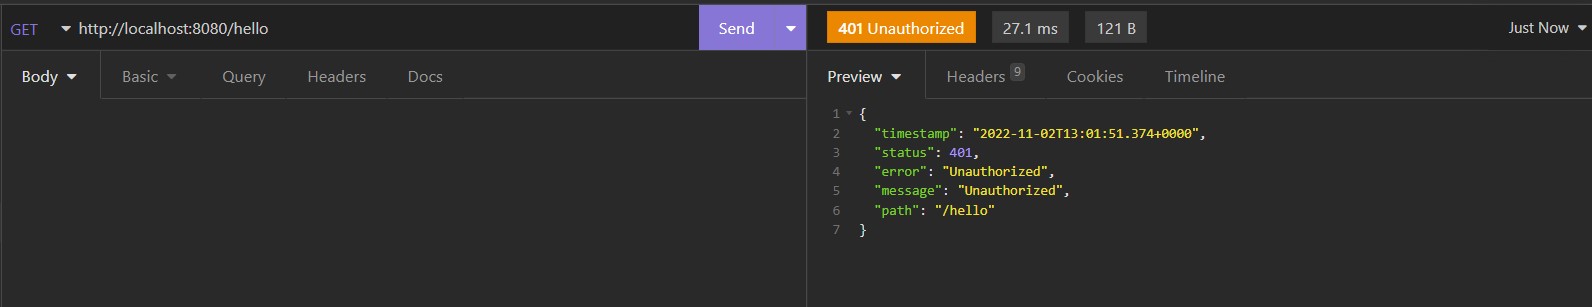 GET http://localhost:8080/hello Send 401 Unauthorized 27.1 ms 121 B Just Now
Body Basic Query Headers Docs Preview Headers 9 Cookies Timeline
1 {
2 "timestamp": "2022-11-02T13:01:51.374+0000",
3 "status": 401,
4 "error": "Unauthorized",
5 "message": "Unauthorized",
6 "path": "/hello"
7 }